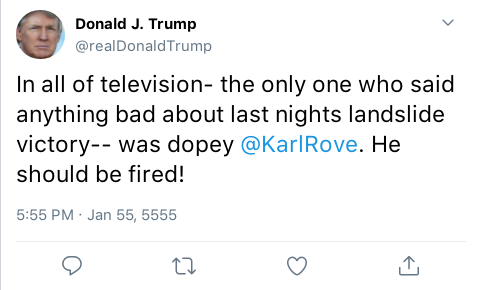 Donald J. Trump
@realDonaldTrump
In all of television- the only one who said
anything bad about last nights landslide
victory-- was dopey @KarlRove. He
should be fired!
5:55 PM · Jan 55, 5555